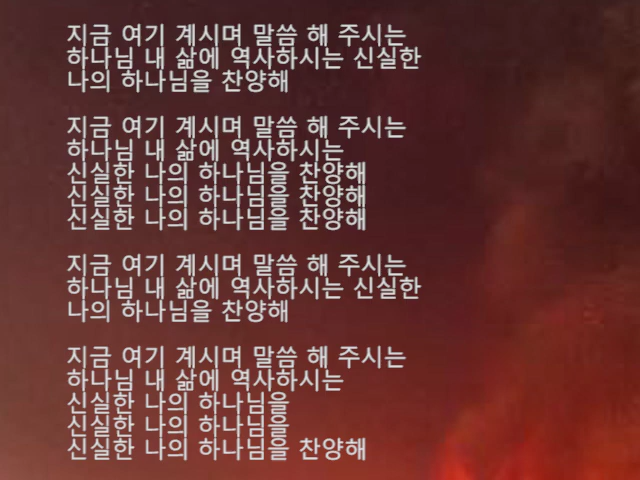 지금 여기 계시며 말씀 해 주시는
하나님 내 삶에 역사하시는 신실한
나의 하나님을 찬양해
지금 여기 계시며 말씀 해 주시는
하나님 내 삶에 역사하시는
신실한 나의 하나님을 찬양해
신실한 나의 하나님을 찬양해
신실한 나의 하나님을 찬양해
지금 여기 계시며 말씀 해 주시는
하나님 내 삶에 역사하시는 신실한
나의 하나님을 찬양해
지금 여기 계시며 말씀 해 주시는
하나님 내 삶에 역사하시는
신실한 나의 하나님을
신실한 나의 하나님을
신실한 나의 하나님을 찬양해